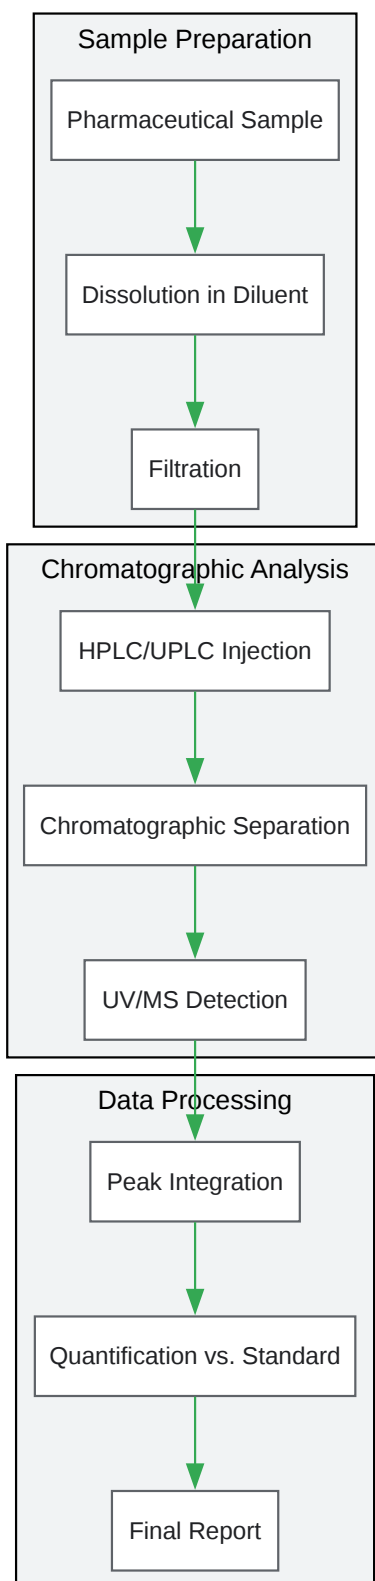 Sample Preparation
Pharmaceutical Sample
Dissolution in Diluent
Filtration
Chromatographic Analysis
HPLC/UPLC Injection
Chromatographic Separation
UV/MS Detection
Data Processing
Peak Integration
Quantification vs. Standard
Final Report